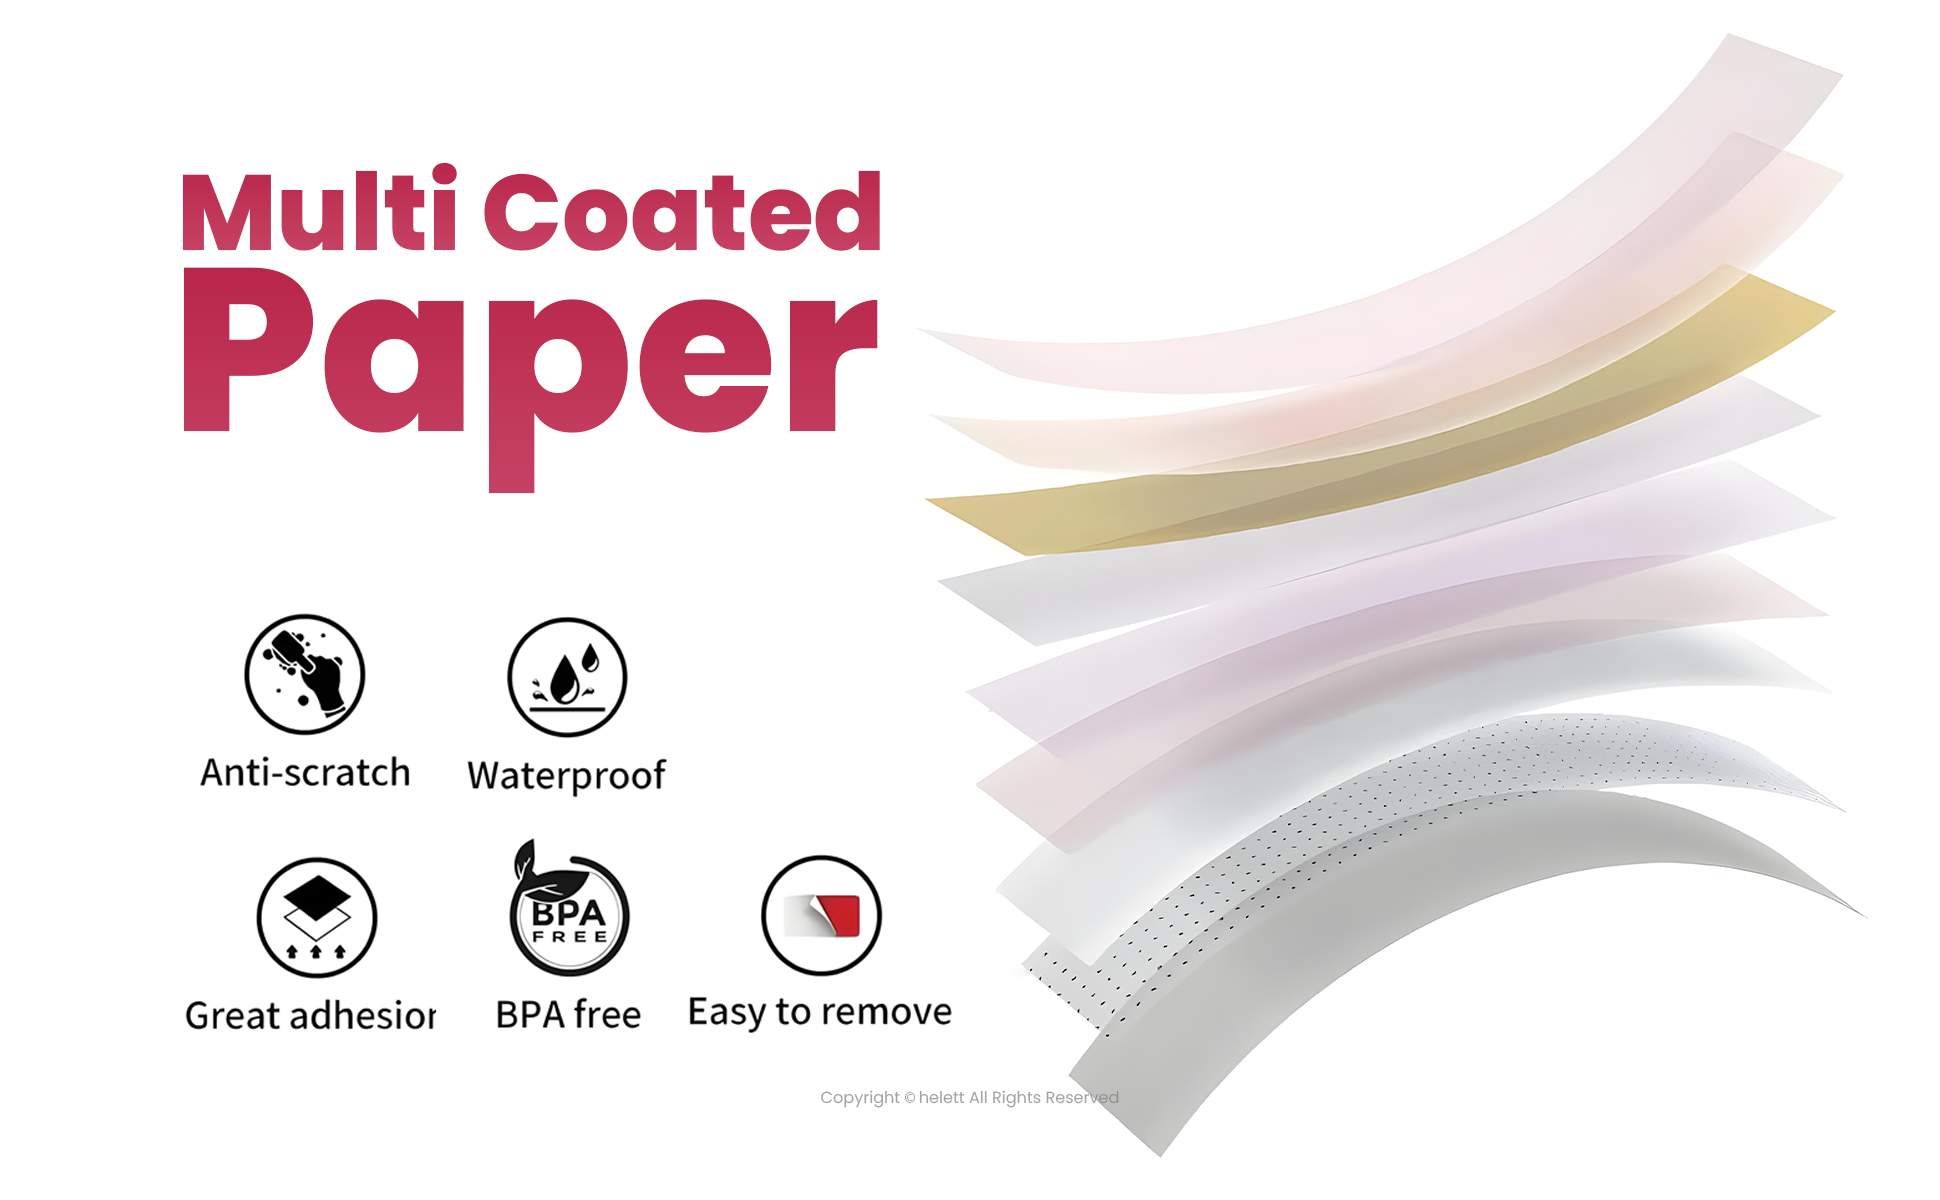 Multi Coated
Paper
Anti-scratch
Waterproof
BPA
FREE
Great adhesion
BPA free
Easy to remove
Copyright © helett All Rights Reserved